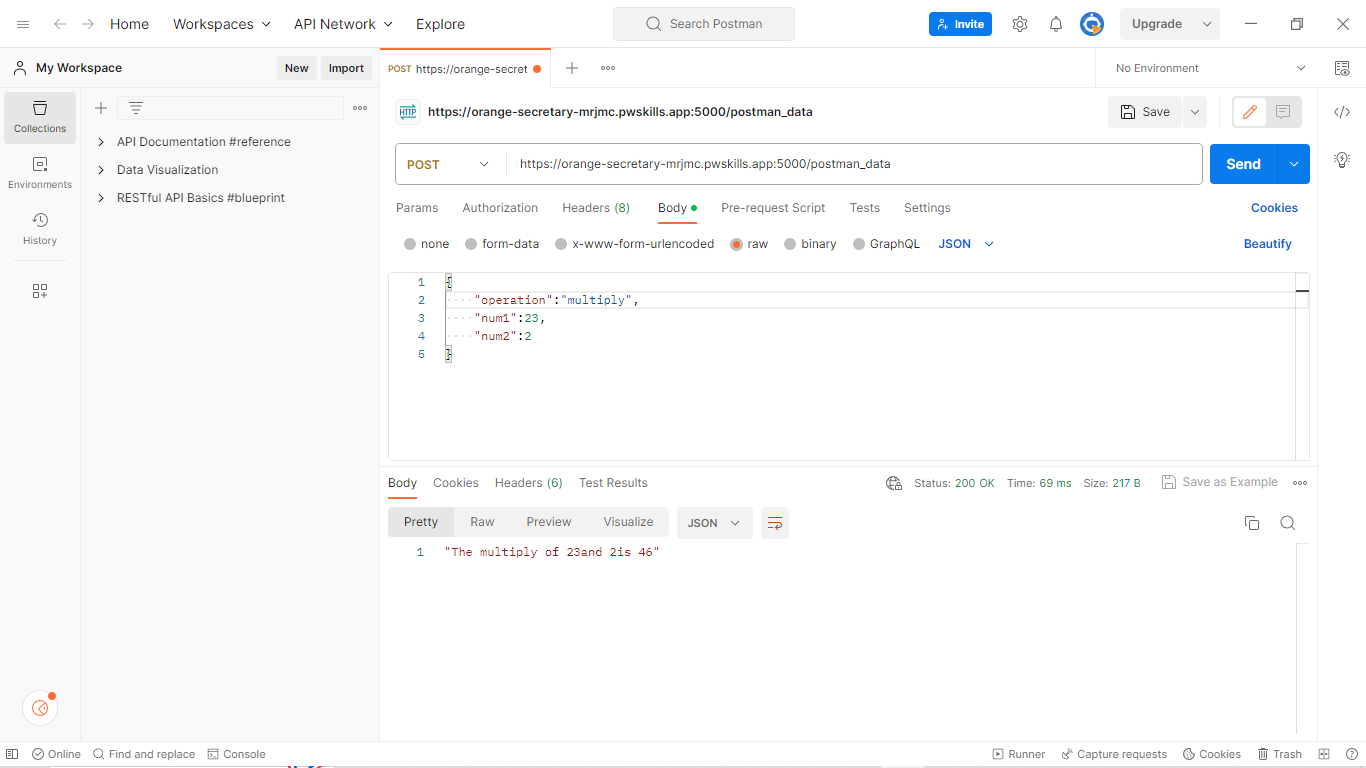 Home Workspaces API Network Explore Search Postman Invite Upgrade
My Workspace New Import POST https://orange-secret No Environment
Collections
Environments
History
API Documentation #reference
Data Visualization
RESTful API Basics #blueprint
HTTP https://orange-secretary-mrjmc.pwskills.app:5000/postman_data Save
POST https://orange-secretary-mrjmc.pwskills.app:5000/postman_data Send
Params Authorization Headers (8) Body Pre-request Script Tests Settings Cookies
none form-data x-www-form-urlencoded raw binary GraphQL JSON Beautify
1 {
2 "operation":"multiply",
3 "num1":23,
4 "num2":2
5 }
Body Cookies Headers (6) Test Results Status: 200 OK Time: 69 ms Size: 217 B Save as Example
Pretty Raw Preview Visualize JSON
1 "The multiply of 23and 2is 46"
Online Find and replace Console Runner Capture requests Cookies Trash